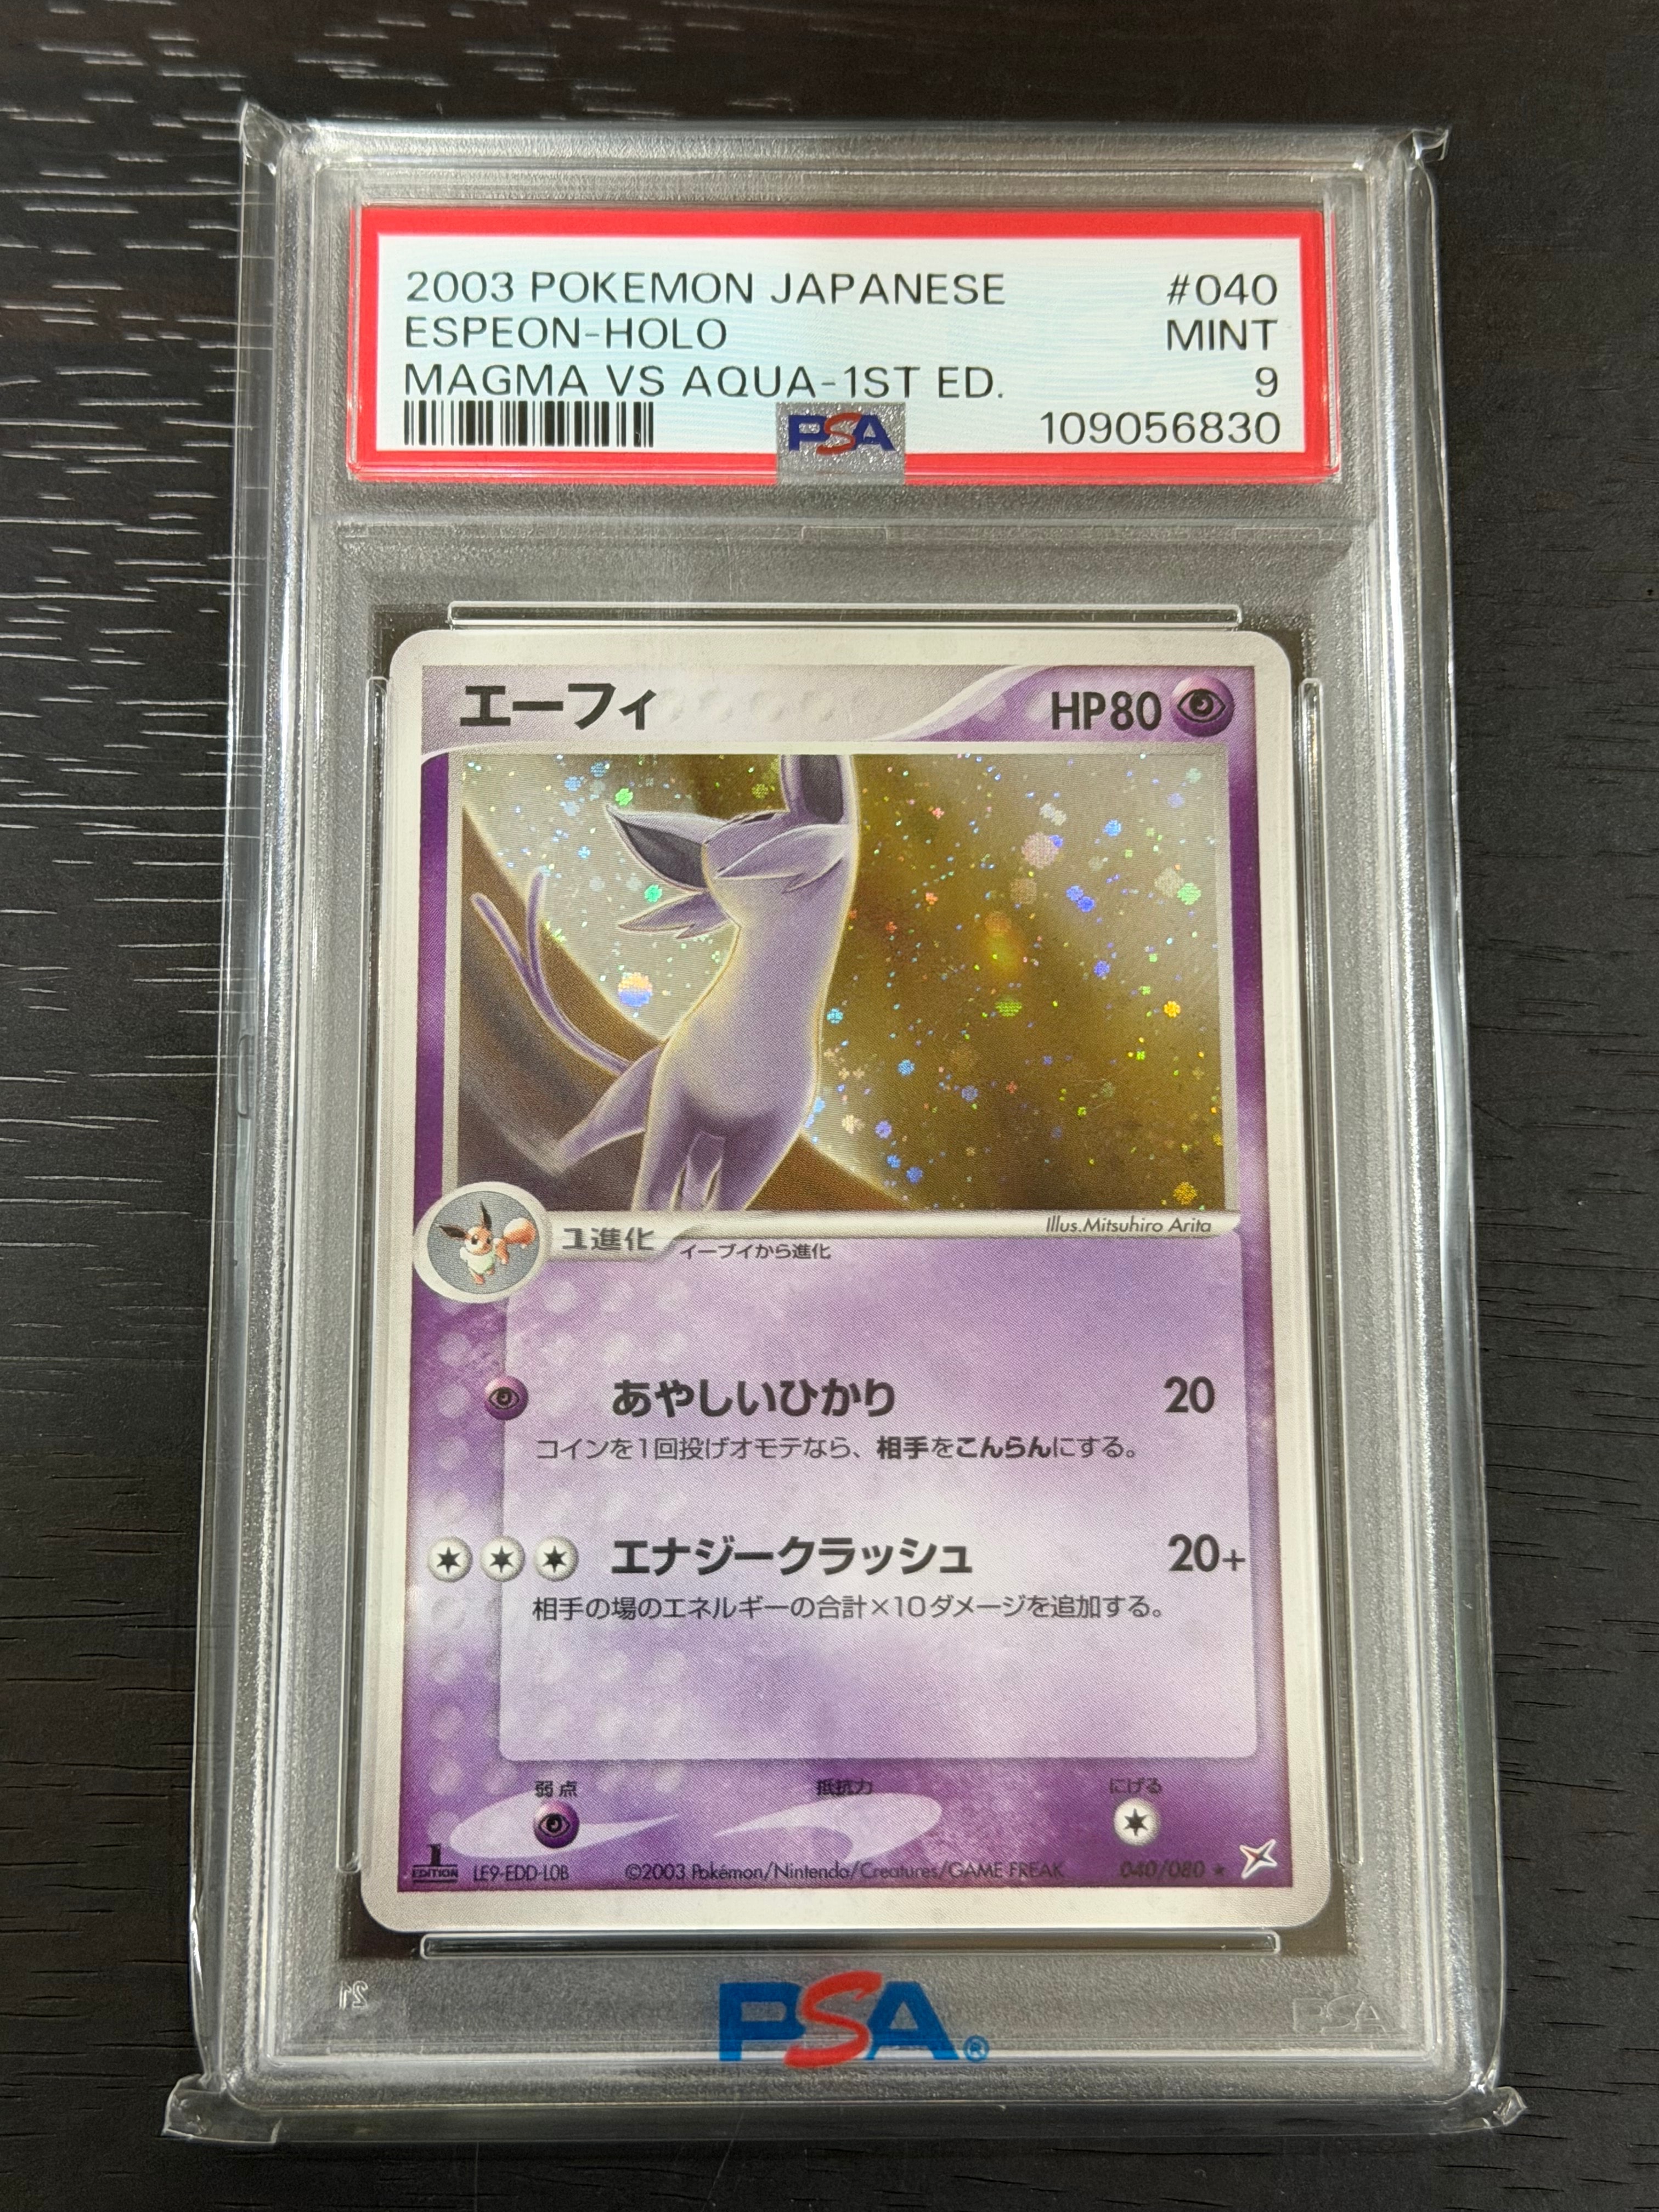 2003 POKEMON JAPANESE #040
ESPEON-HOLO MINT
MAGMA VS AQUA-1ST ED. 9
PSA 109056830
エーフィ HP80
Illus.Mitsuhiro Arita
1進化 イーブイから進化
あやしいひかり 20
コインを1回投げオモテなら、相手をこんらんにする。
エナジークラッシュ 20+
相手の場のエネルギーの合計×10ダメージを追加する。
弱点 抵抗力 にげる
1 EDITION LE9-EDD-L0B ©2003 Pokémon/Nintendo/Creatures/GAME FREAK 040/080 ★
PSA
PSA®